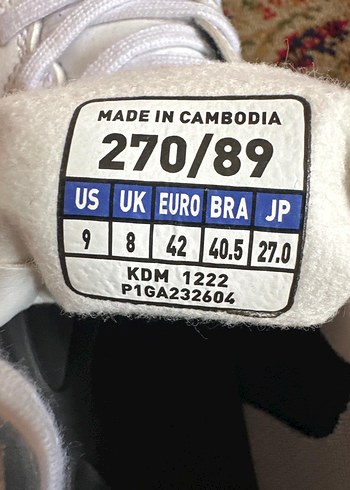 MADE IN CAMBODIA
270/89
US UK EURO BRA JP
9 8 42 40.5 27.0
KDM 1222
P1GA232604